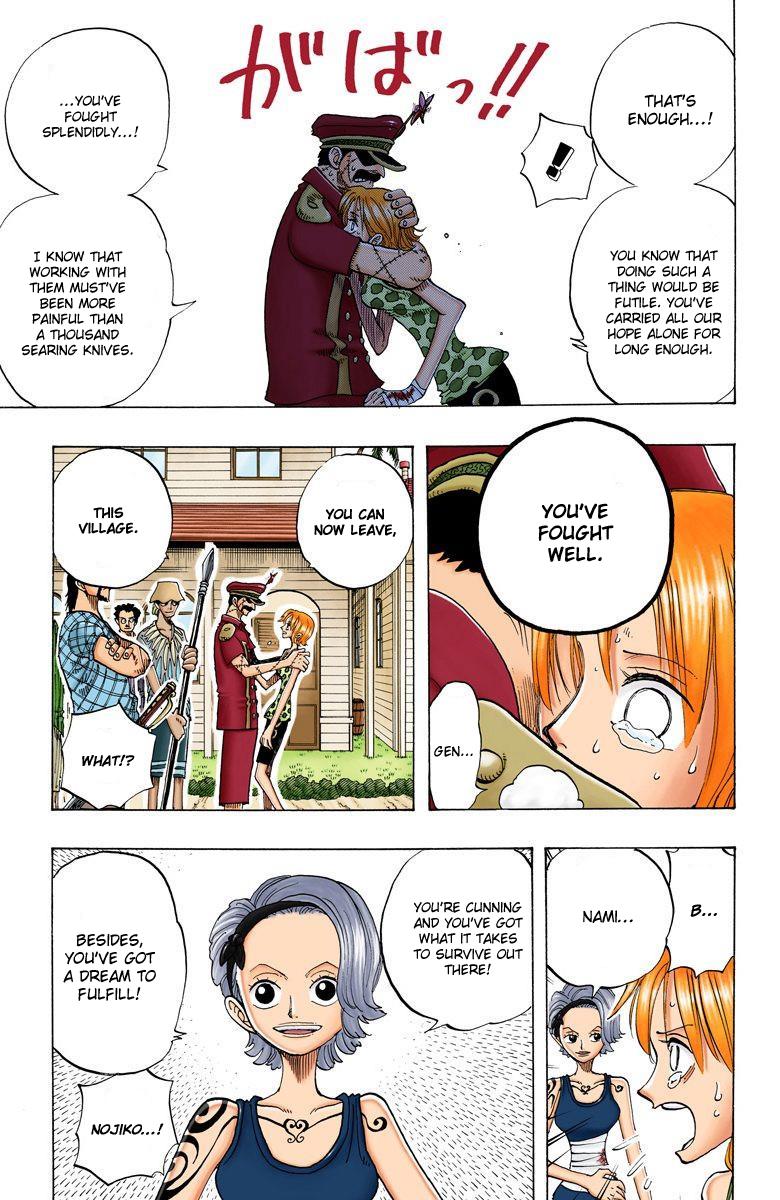 THAT'S
ENOUGH...!
!
がばっ!!
YOU KNOW THAT
DOING SUCH A
THING WOULD BE
FUTILE. YOU'VE
CARRIED ALL OUR
HOPE ALONE FOR
LONG ENOUGH.
...YOU'VE
FOUGHT
SPLENDIDLY...!
I KNOW THAT
WORKING WITH
THEM MUST'VE
BEEN MORE
PAINFUL THAN
A THOUSAND
SEARING KNIVES.
YOU'VE
FOUGHT
WELL.
GEN...
YOU CAN
NOW LEAVE,
THIS
VILLAGE.
WHAT!?
B...
NAMI...
YOU'RE CUNNING
AND YOU'VE GOT
WHAT IT TAKES
TO SURVIVE OUT
THERE!
BESIDES,
YOU'VE GOT
A DREAM TO
FULFILL!
NOJIKO...!